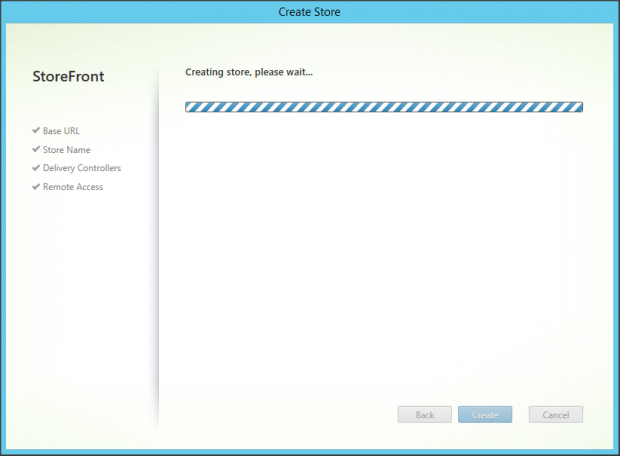 Create Store
StoreFront
Base URL
Store Name
Delivery Controllers
Remote Access
Creating store, please wait...
Back
Create
Cancel